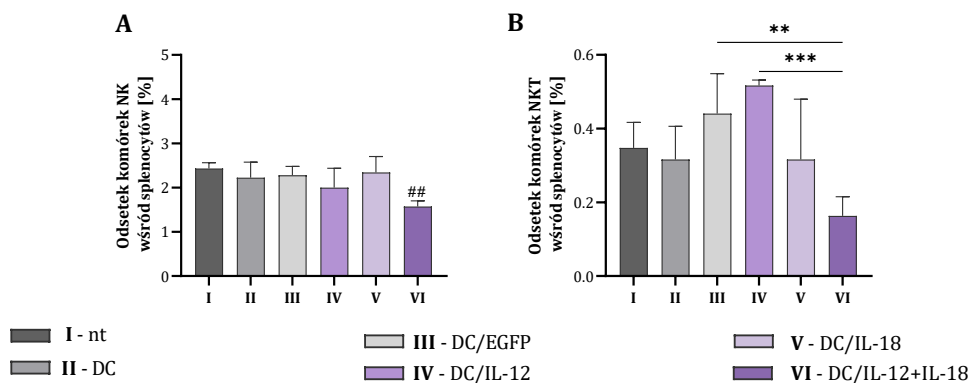 A
Odsetek komórek NK
wśród splenocytów [%]
5
4
3
2
1
0
##
I II III IV V VI
B
Odsetek komórek NKT
wśród splenocytów [%]
0.6
0.4
0.2
0.0
**
***
I II III IV V VI
I - nt
II - DC
III - DC/EGFP
IV - DC/IL-12
V - DC/IL-18
VI - DC/IL-12+IL-18